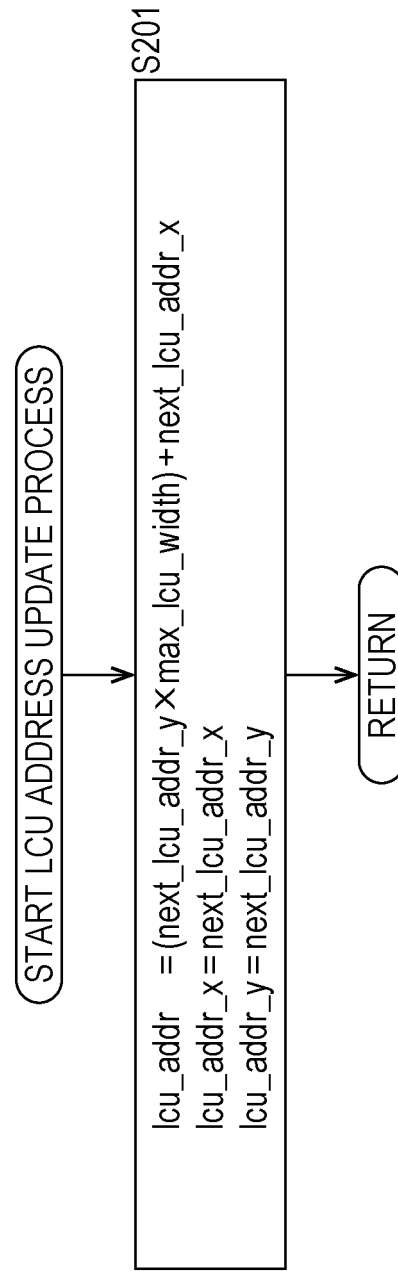 START LCU ADDRESS UPDATE PROCESS
S201
lcu_addr = (next_lcu_addr_y × max_lcu_width) + next_lcu_addr_x
lcu_addr_x = next_lcu_addr_x
lcu_addr_y = next_lcu_addr_y
RETURN